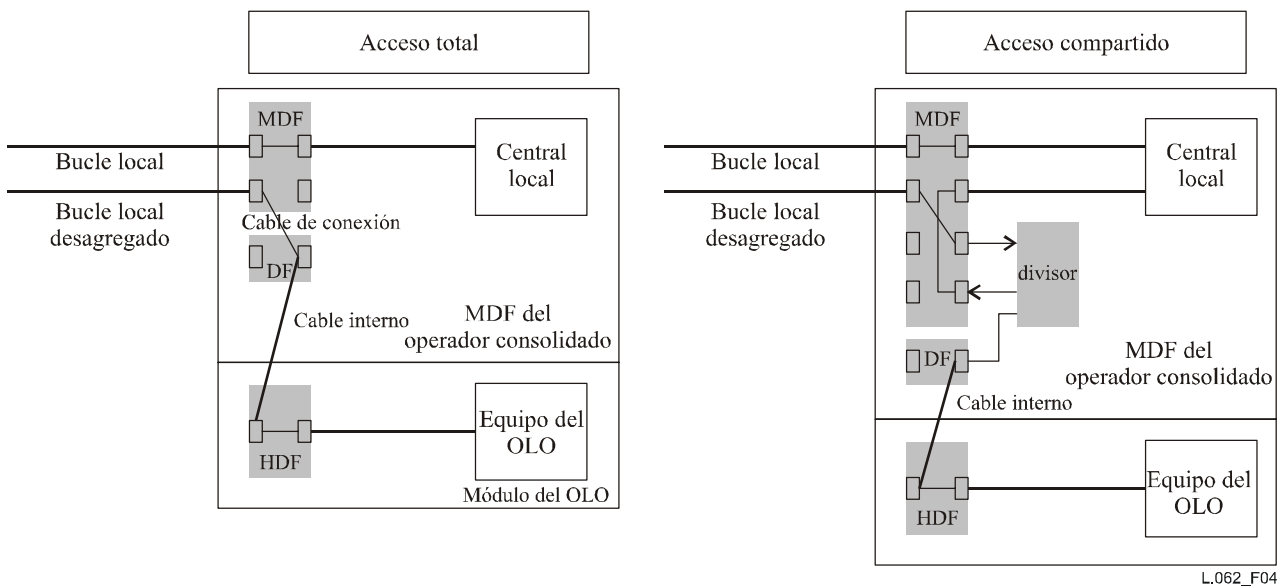 Acceso total
MDF
Bucle local
Central
local
Bucle local
desagregado
Cable de conexión
DF
Cable interno
MDF del
operador consolidado
Equipo del
OLO
HDF
Módulo del OLO
Acceso compartido
MDF
Bucle local
Central
local
Bucle local
desagregado
divisor
DF
MDF del
operador consolidado
Cable interno
Equipo del
OLO
HDF
L.062_F04